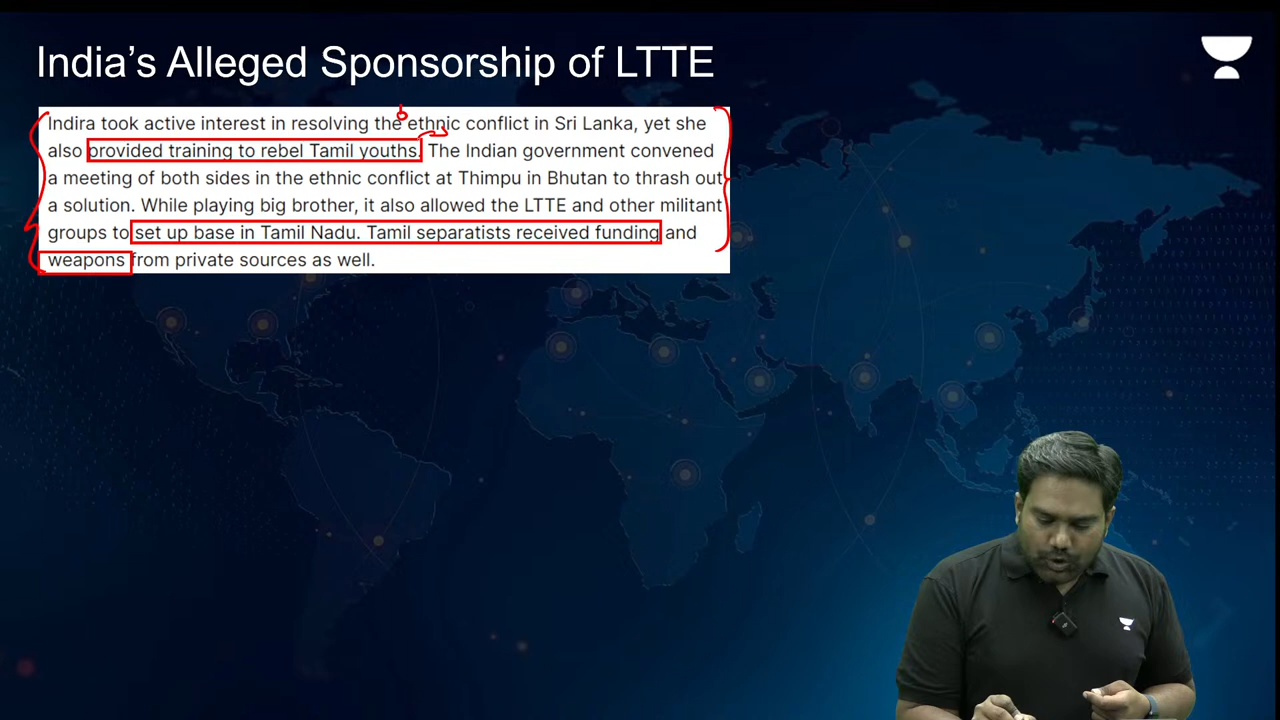 India’s Alleged Sponsorship of LTTE
Indira took active interest in resolving the ethnic conflict in Sri Lanka, yet she
also provided training to rebel Tamil youths. The Indian government convened
a meeting of both sides in the ethnic conflict at Thimpu in Bhutan to thrash out
a solution. While playing big brother, it also allowed the LTTE and other militant
groups to set up base in Tamil Nadu. Tamil separatists received funding and
weapons from private sources as well.